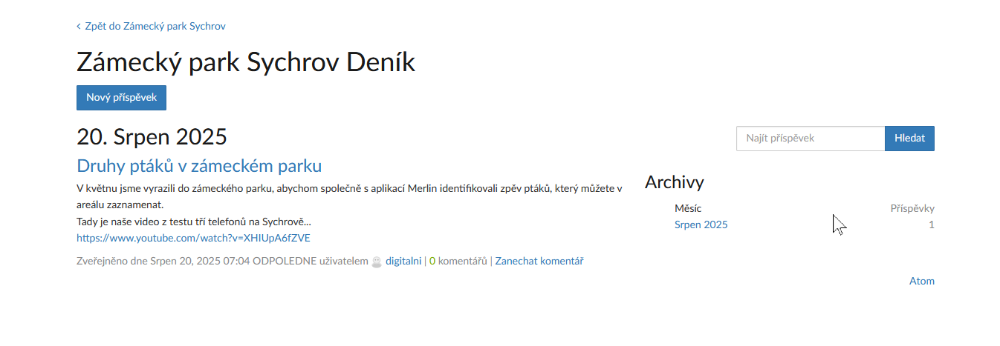 ‹ Zpět do Zámecký park Sychrov
Zámecký park Sychrov Deník
Nový příspěvek
20. Srpen 2025
Druhy ptáků v zámeckém parku
V květnu jsme vyrazili do zámeckého parku, abychom společně s aplikací Merlin identifikovali zpěv ptáků, který můžete v
areálu zaznamenat.
Tady je naše video z testu tří telefonů na Sychrově...
https://www.youtube.com/watch?v=XHIUpA6fZVE
Zveřejněno dne Srpen 20, 2025 07:04 ODPOLEDNE uživatelem digitalni | 0 komentářů | Zanechat komentář
Najít příspěvek Hledat
Archivy
Měsíc Příspěvky
Srpen 2025 1
Atom